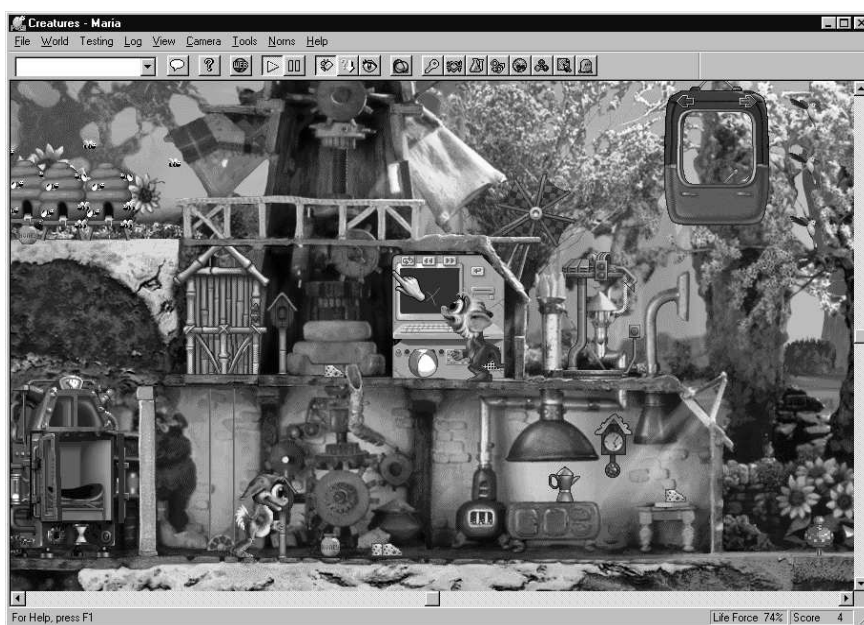 Creatures - Maria
File World Testing Log View Camera Tools Norns Help
WEB
For Help, press F1
Life Force 74% Score 4